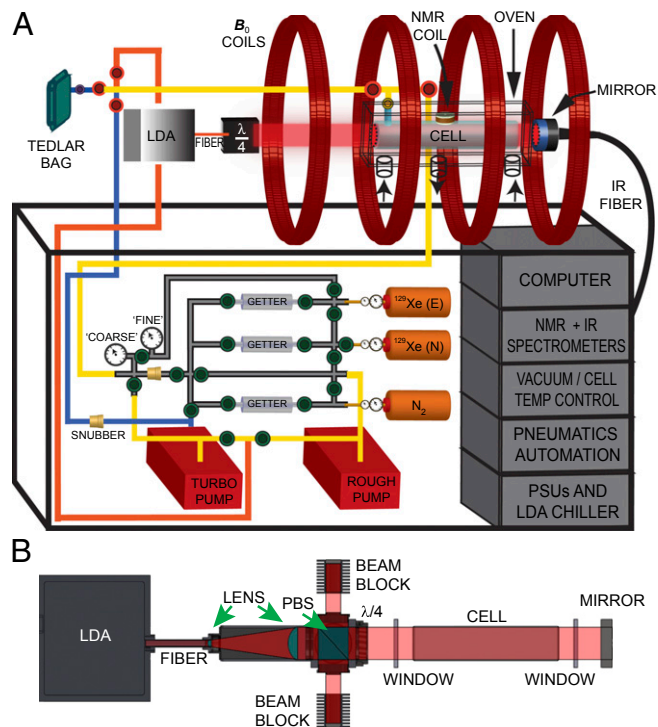 A
B₀
COILS
NMR
COIL
OVEN
MIRROR
TEDLAR
BAG
LDA
FIBER
λ
4
CELL
IR
FIBER
COMPUTER
NMR + IR
SPECTROMETERS
VACUUM / CELL
TEMP CONTROL
PNEUMATICS
AUTOMATION
PSUs AND
LDA CHILLER
'FINE'
'COARSE'
GETTER
¹²⁹Xe (E)
GETTER
¹²⁹Xe (N)
GETTER
N₂
SNUBBER
TURBO
PUMP
ROUGH
PUMP
B
LDA
FIBER
LENS
PBS
BEAM
BLOCK
λ/4
CELL
MIRROR
WINDOW
WINDOW
BEAM
BLOCK